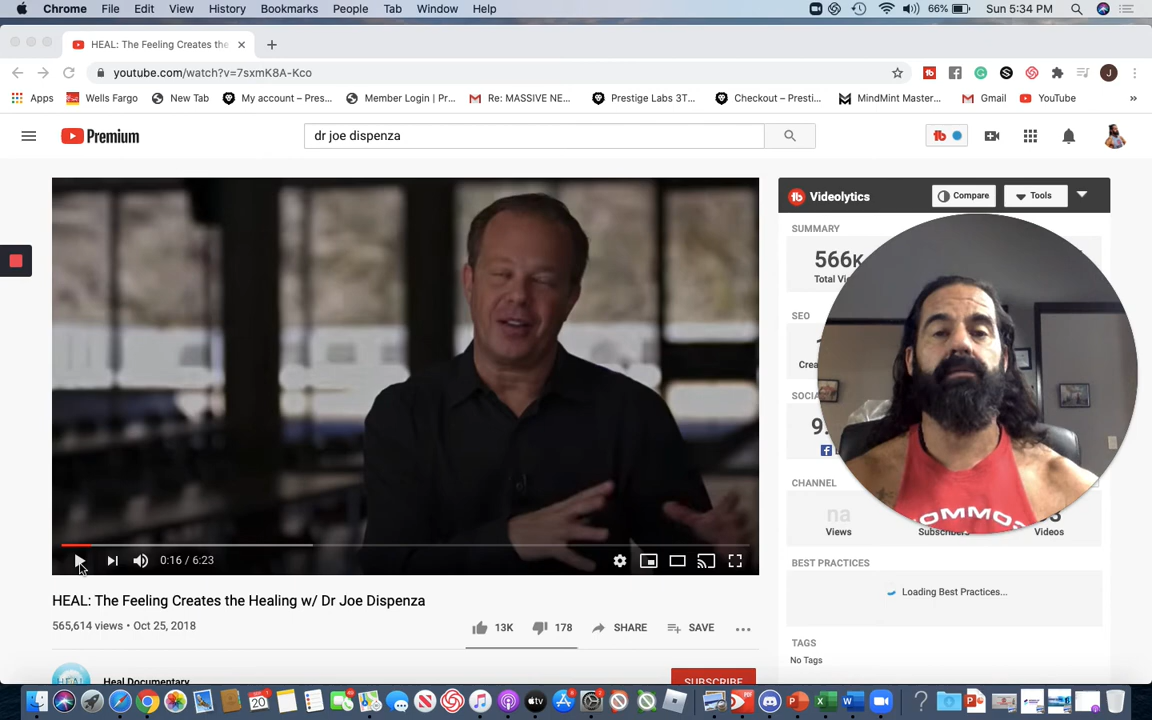 Chrome File Edit View History Bookmarks People Tab Window Help 66% Sun 5:34 PM
HEAL: The Feeling Creates the
youtube.com/watch?v=7sxmK8A-Kco
Apps Wells Fargo New Tab My account – Pres... Member Login | Pr... Re: MASSIVE NE... Prestige Labs 3T... Checkout – Presti... MindMint Master... Gmail YouTube »
Premium dr joe dispenza
Videolytics Compare Tools
SUMMARY
566K
SEO
CHANNEL
na
Views Subscribers Videos
BEST PRACTICES
Loading Best Practices...
TAGS
No Tags
0:16 / 6:23
HEAL: The Feeling Creates the Healing w/ Dr Joe Dispenza
565,614 views • Oct 25, 2018 13K 178 SHARE SAVE
HEAL Heal Documentary SUBSCRIBE